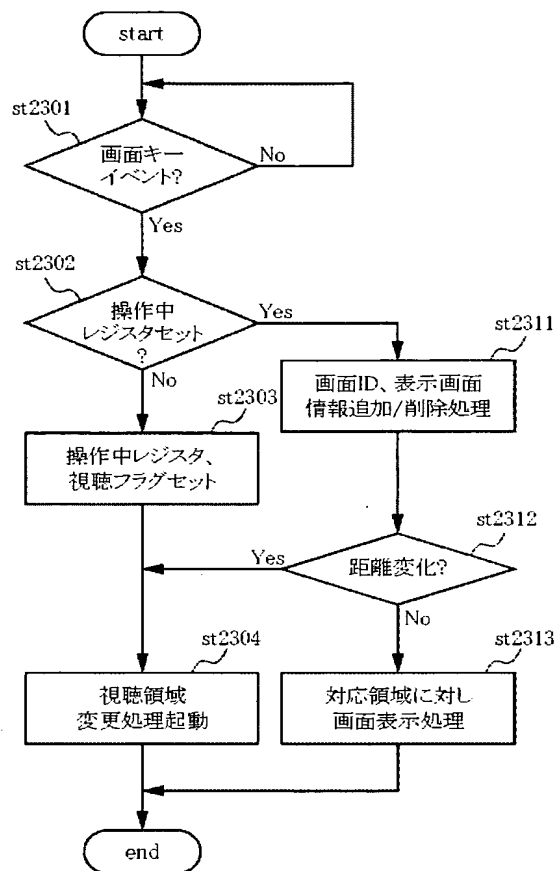 start
st2301
画面キー
イベント?
No
Yes
st2302
操作中
レジスタセット
?
Yes
No
st2311
画面ID、表示画面
情報追加/削除処理
st2303
操作中レジスタ、
視聴フラグセット
st2312
距離変化?
Yes
No
st2304
視聴領域
変更処理起動
st2313
対応領域に対し
画面表示処理
end